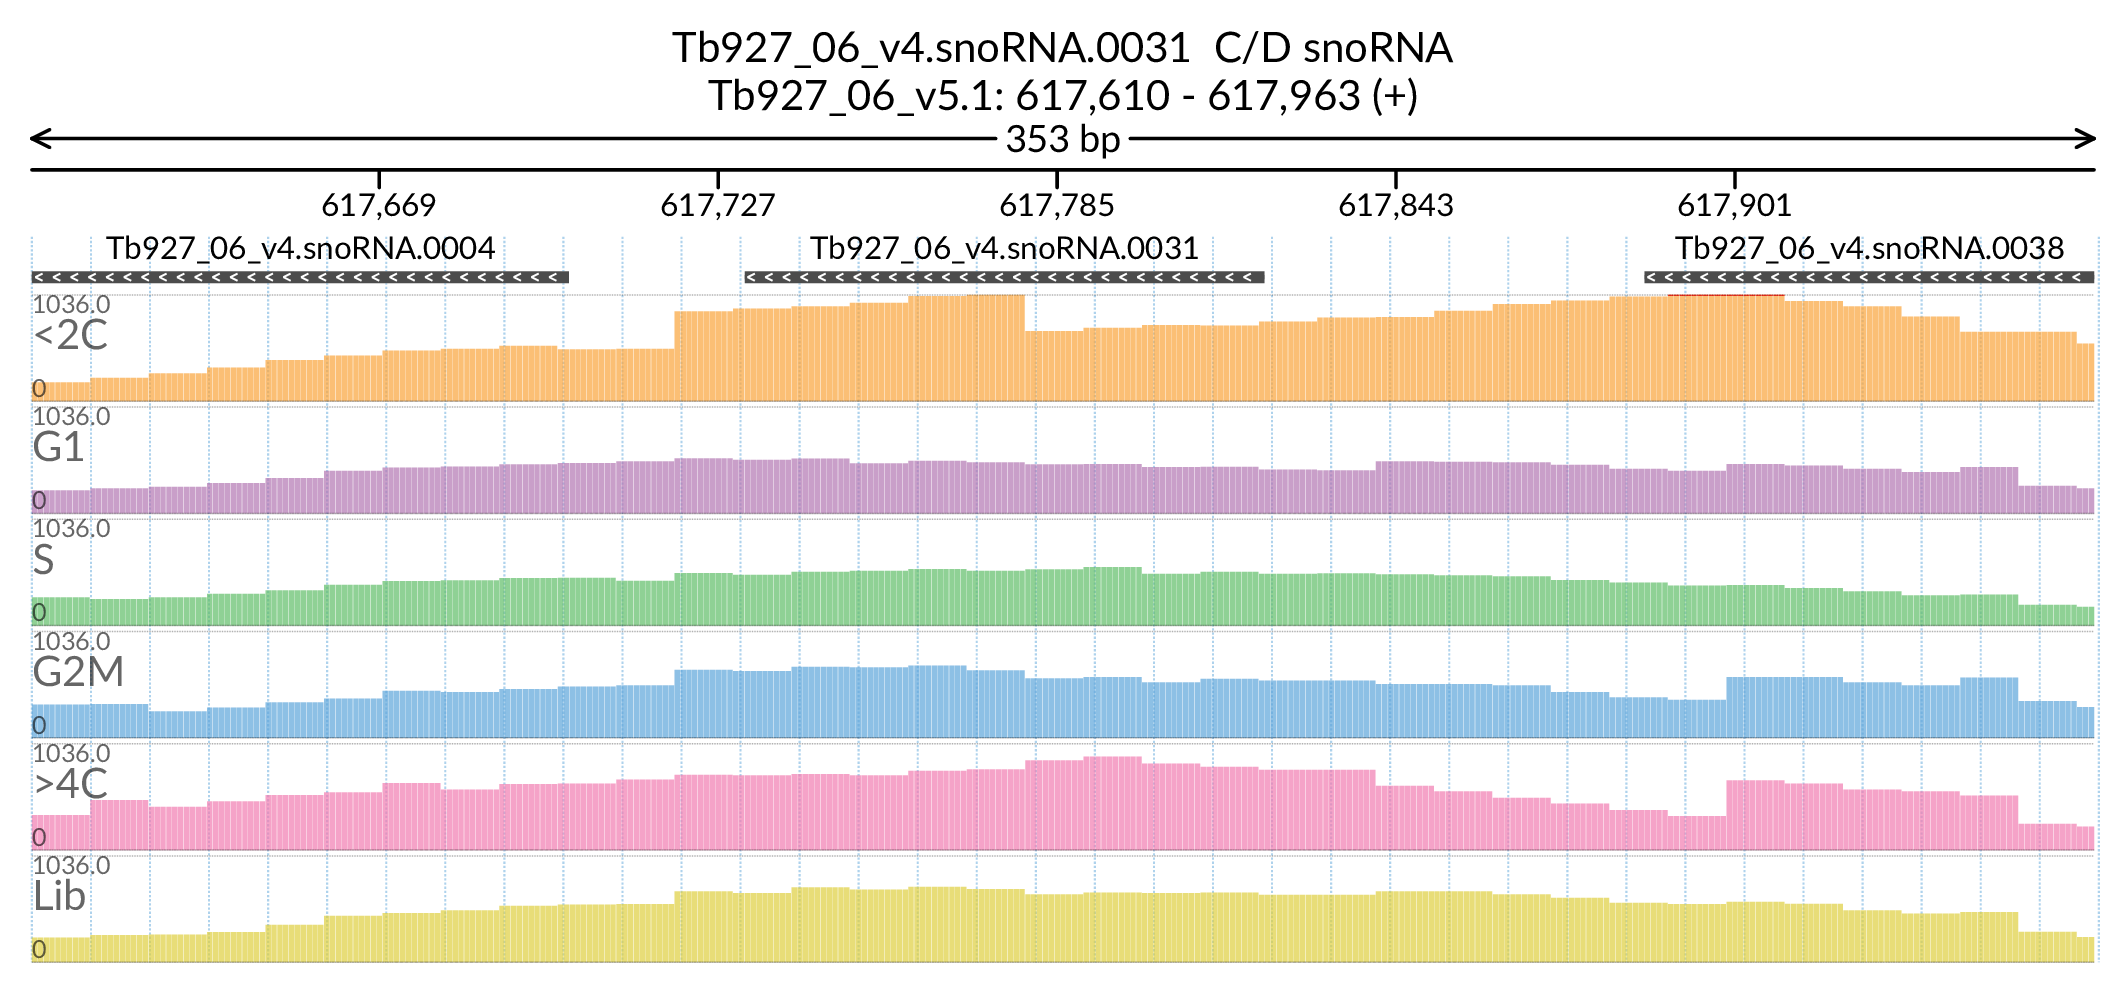 Tb927_06_v4.snoRNA.0031  C/D snoRNA
Tb927_06_v5.1: 617,610 - 617,963 (+)
353 bp
617,669 617,727 617,785 617,843 617,901
Tb927_06_v4.snoRNA.0004 Tb927_06_v4.snoRNA.0031 Tb927_06_v4.snoRNA.0038
1036.0
<2C
0
1036.0
G1
0
1036.0
S
0
1036.0
G2M
0
1036.0
>4C
0
1036.0
Lib
0